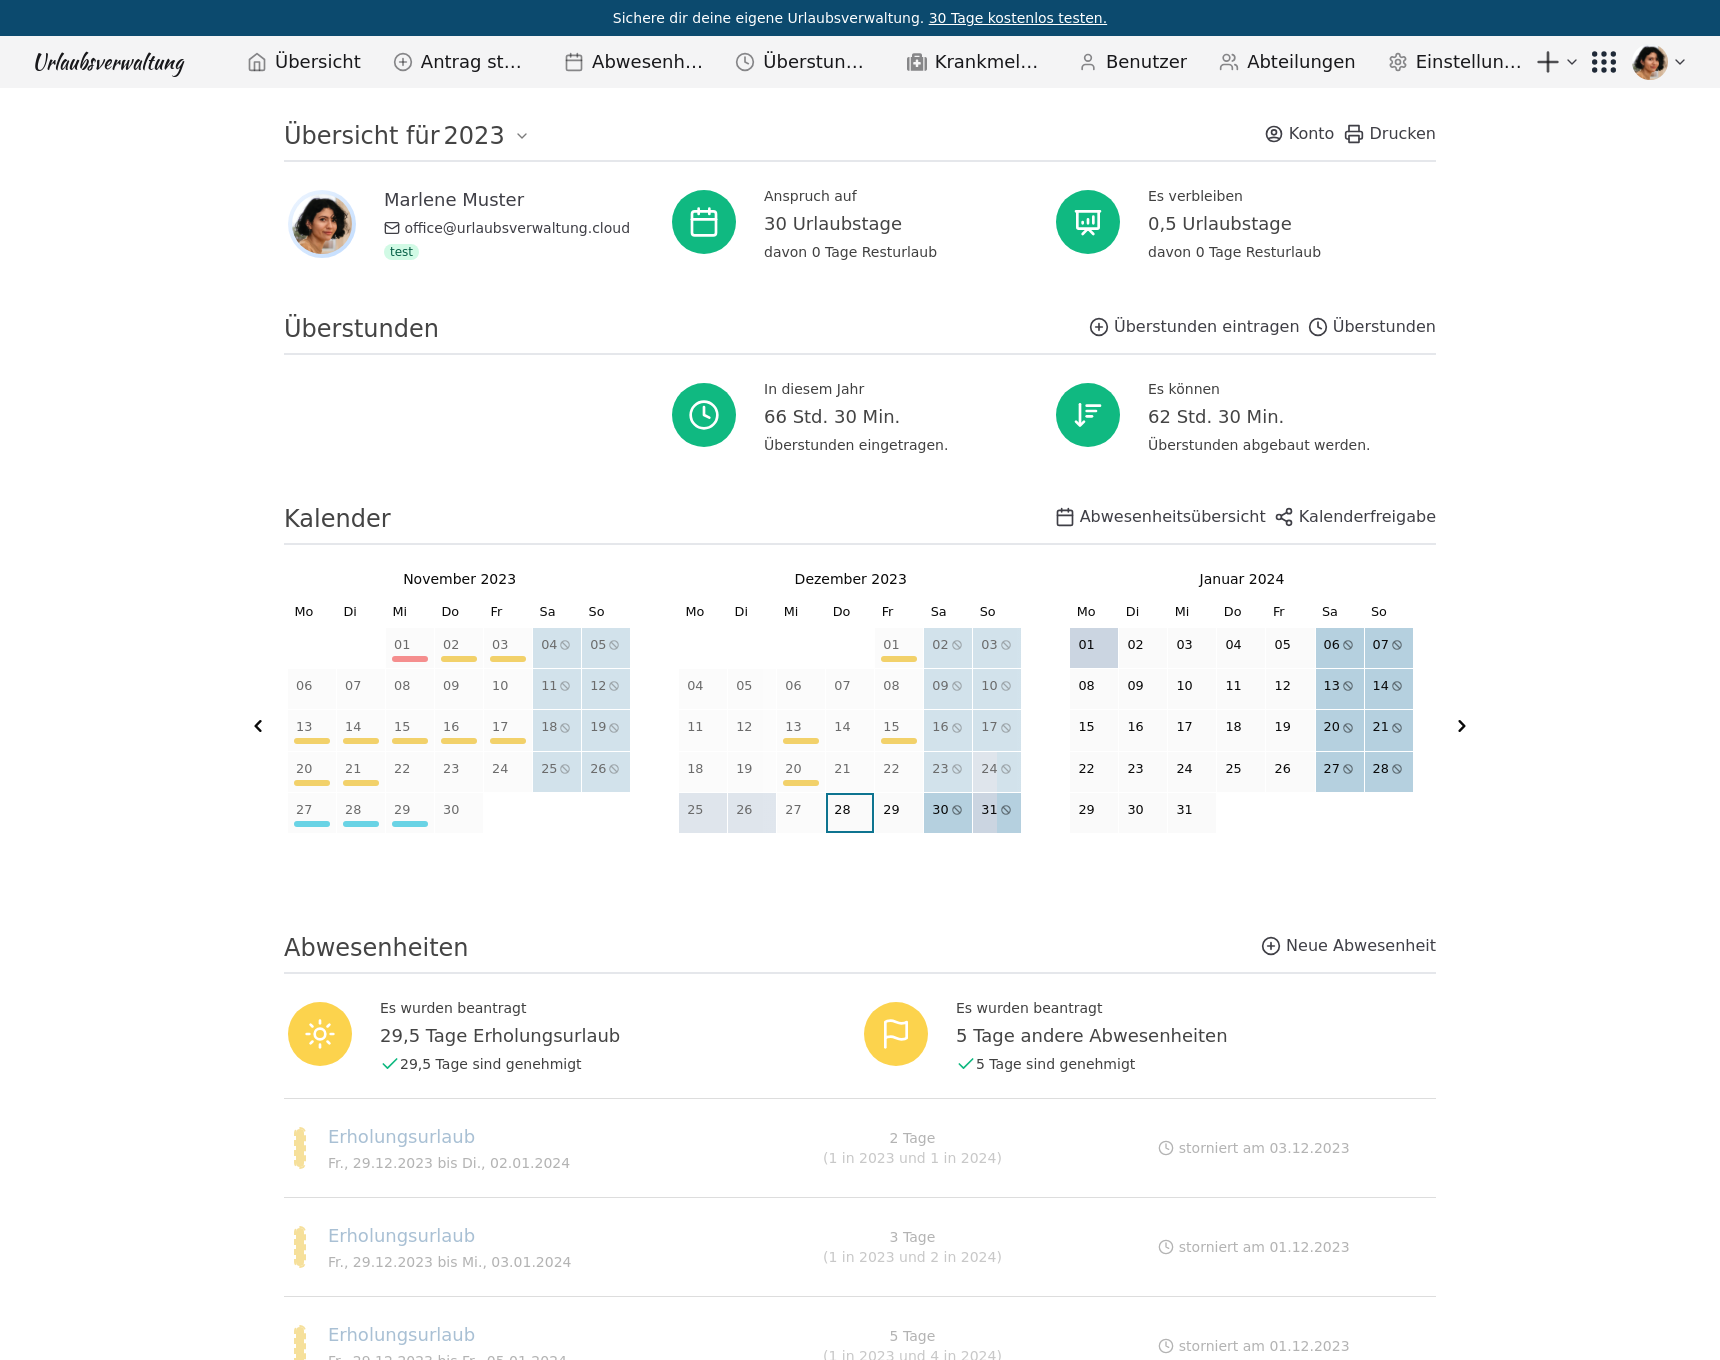 Sichere dir deine eigene Urlaubsverwaltung. 30 Tage kostenlos testen.
Urlaubsverwaltung Übersicht Antrag st… Abwesenh… Überstun… Krankmel… Benutzer Abteilungen Einstellun…
Übersicht für 2023 Konto Drucken
Marlene Muster
office@urlaubsverwaltung.cloud
test
Anspruch auf
30 Urlaubstage
davon 0 Tage Resturlaub
Es verbleiben
0,5 Urlaubstage
davon 0 Tage Resturlaub
Überstunden Überstunden eintragen Überstunden
In diesem Jahr
66 Std. 30 Min.
Überstunden eingetragen.
Es können
62 Std. 30 Min.
Überstunden abgebaut werden.
Kalender Abwesenheitsübersicht Kalenderfreigabe
November 2023
Mo Di Mi Do Fr Sa So
01 02 03 04 05
06 07 08 09 10 11 12
13 14 15 16 17 18 19
20 21 22 23 24 25 26
27 28 29 30
Dezember 2023
Mo Di Mi Do Fr Sa So
01 02 03
04 05 06 07 08 09 10
11 12 13 14 15 16 17
18 19 20 21 22 23 24
25 26 27 28 29 30 31
Januar 2024
Mo Di Mi Do Fr Sa So
01 02 03 04 05 06 07
08 09 10 11 12 13 14
15 16 17 18 19 20 21
22 23 24 25 26 27 28
29 30 31
Abwesenheiten Neue Abwesenheit
Es wurden beantragt
29,5 Tage Erholungsurlaub
29,5 Tage sind genehmigt
Es wurden beantragt
5 Tage andere Abwesenheiten
5 Tage sind genehmigt
Erholungsurlaub
Fr., 29.12.2023 bis Di., 02.01.2024
2 Tage
(1 in 2023 und 1 in 2024)
storniert am 03.12.2023
Erholungsurlaub
Fr., 29.12.2023 bis Mi., 03.01.2024
3 Tage
(1 in 2023 und 2 in 2024)
storniert am 01.12.2023
Erholungsurlaub
Fr., 29.12.2023 bis Fr., 05.01.2024
5 Tage
(1 in 2023 und 4 in 2024)
storniert am 01.12.2023